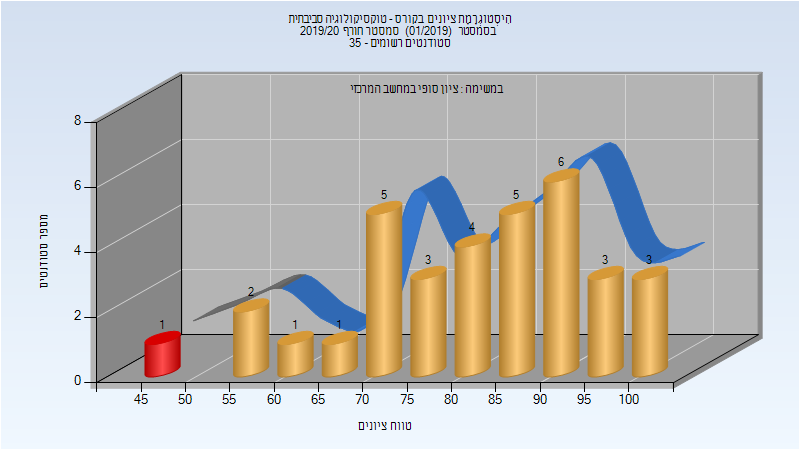 היסטוגרמת ציונים בקורס - טוקסיקולוגיה סביבתית
בסמסטר (01/2019) סמסטר חורף 2019/20
סטודנטים רשומים - 35
במשימה : ציון סופי במחשב המרכזי
מספר סטודנטים
8
6
4
2
0
1
2
1
1
5
3
4
5
6
3
3
45 50 55 60 65 70 75 80 85 90 95 100
טווח ציונים